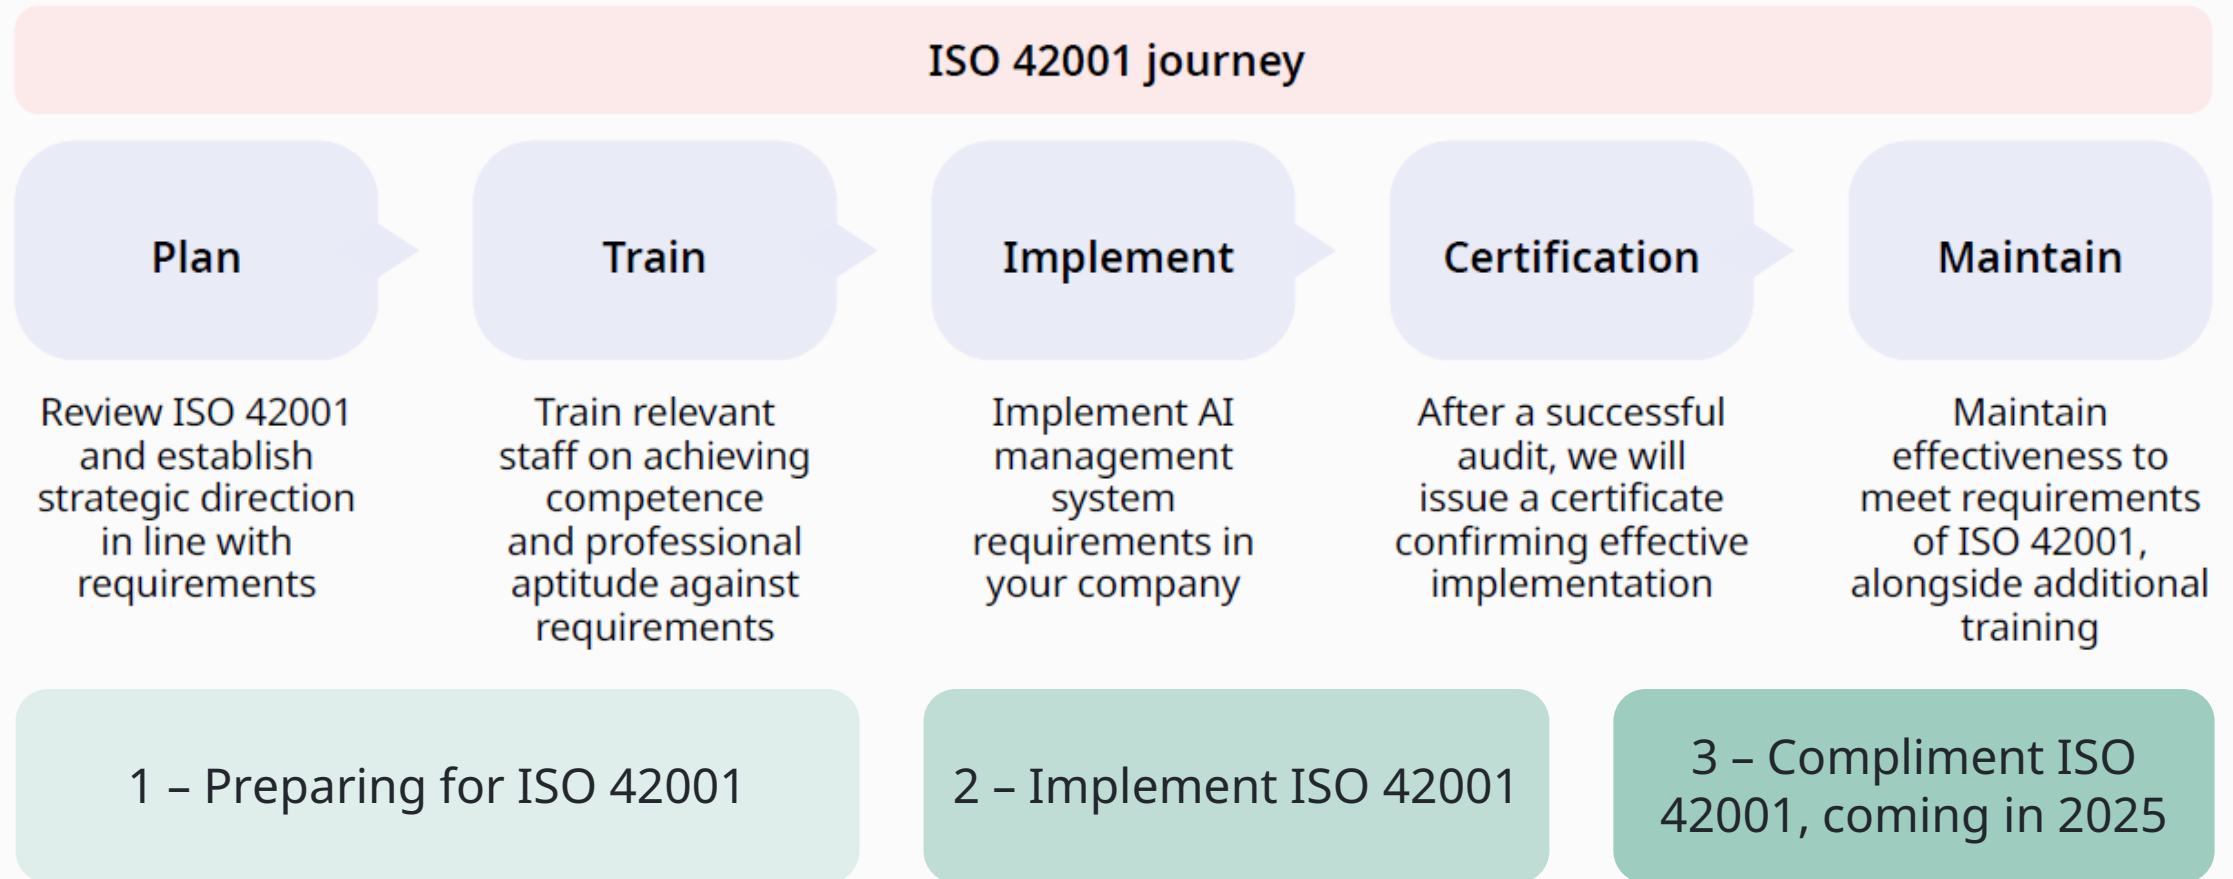 ISO 42001 journey
Plan
Train
Implement
Certification
Maintain
Review ISO 42001
and establish
strategic direction
in line with
requirements
Train relevant
staff on achieving
competence
and professional
aptitude against
requirements
Implement AI
management
system
requirements in
your company
After a successful
audit, we will
issue a certificate
confirming effective
implementation
Maintain
effectiveness to
meet requirements
of ISO 42001,
alongside additional
training
1 – Preparing for ISO 42001
2 – Implement ISO 42001
3 – Compliment ISO
42001, coming in 2025